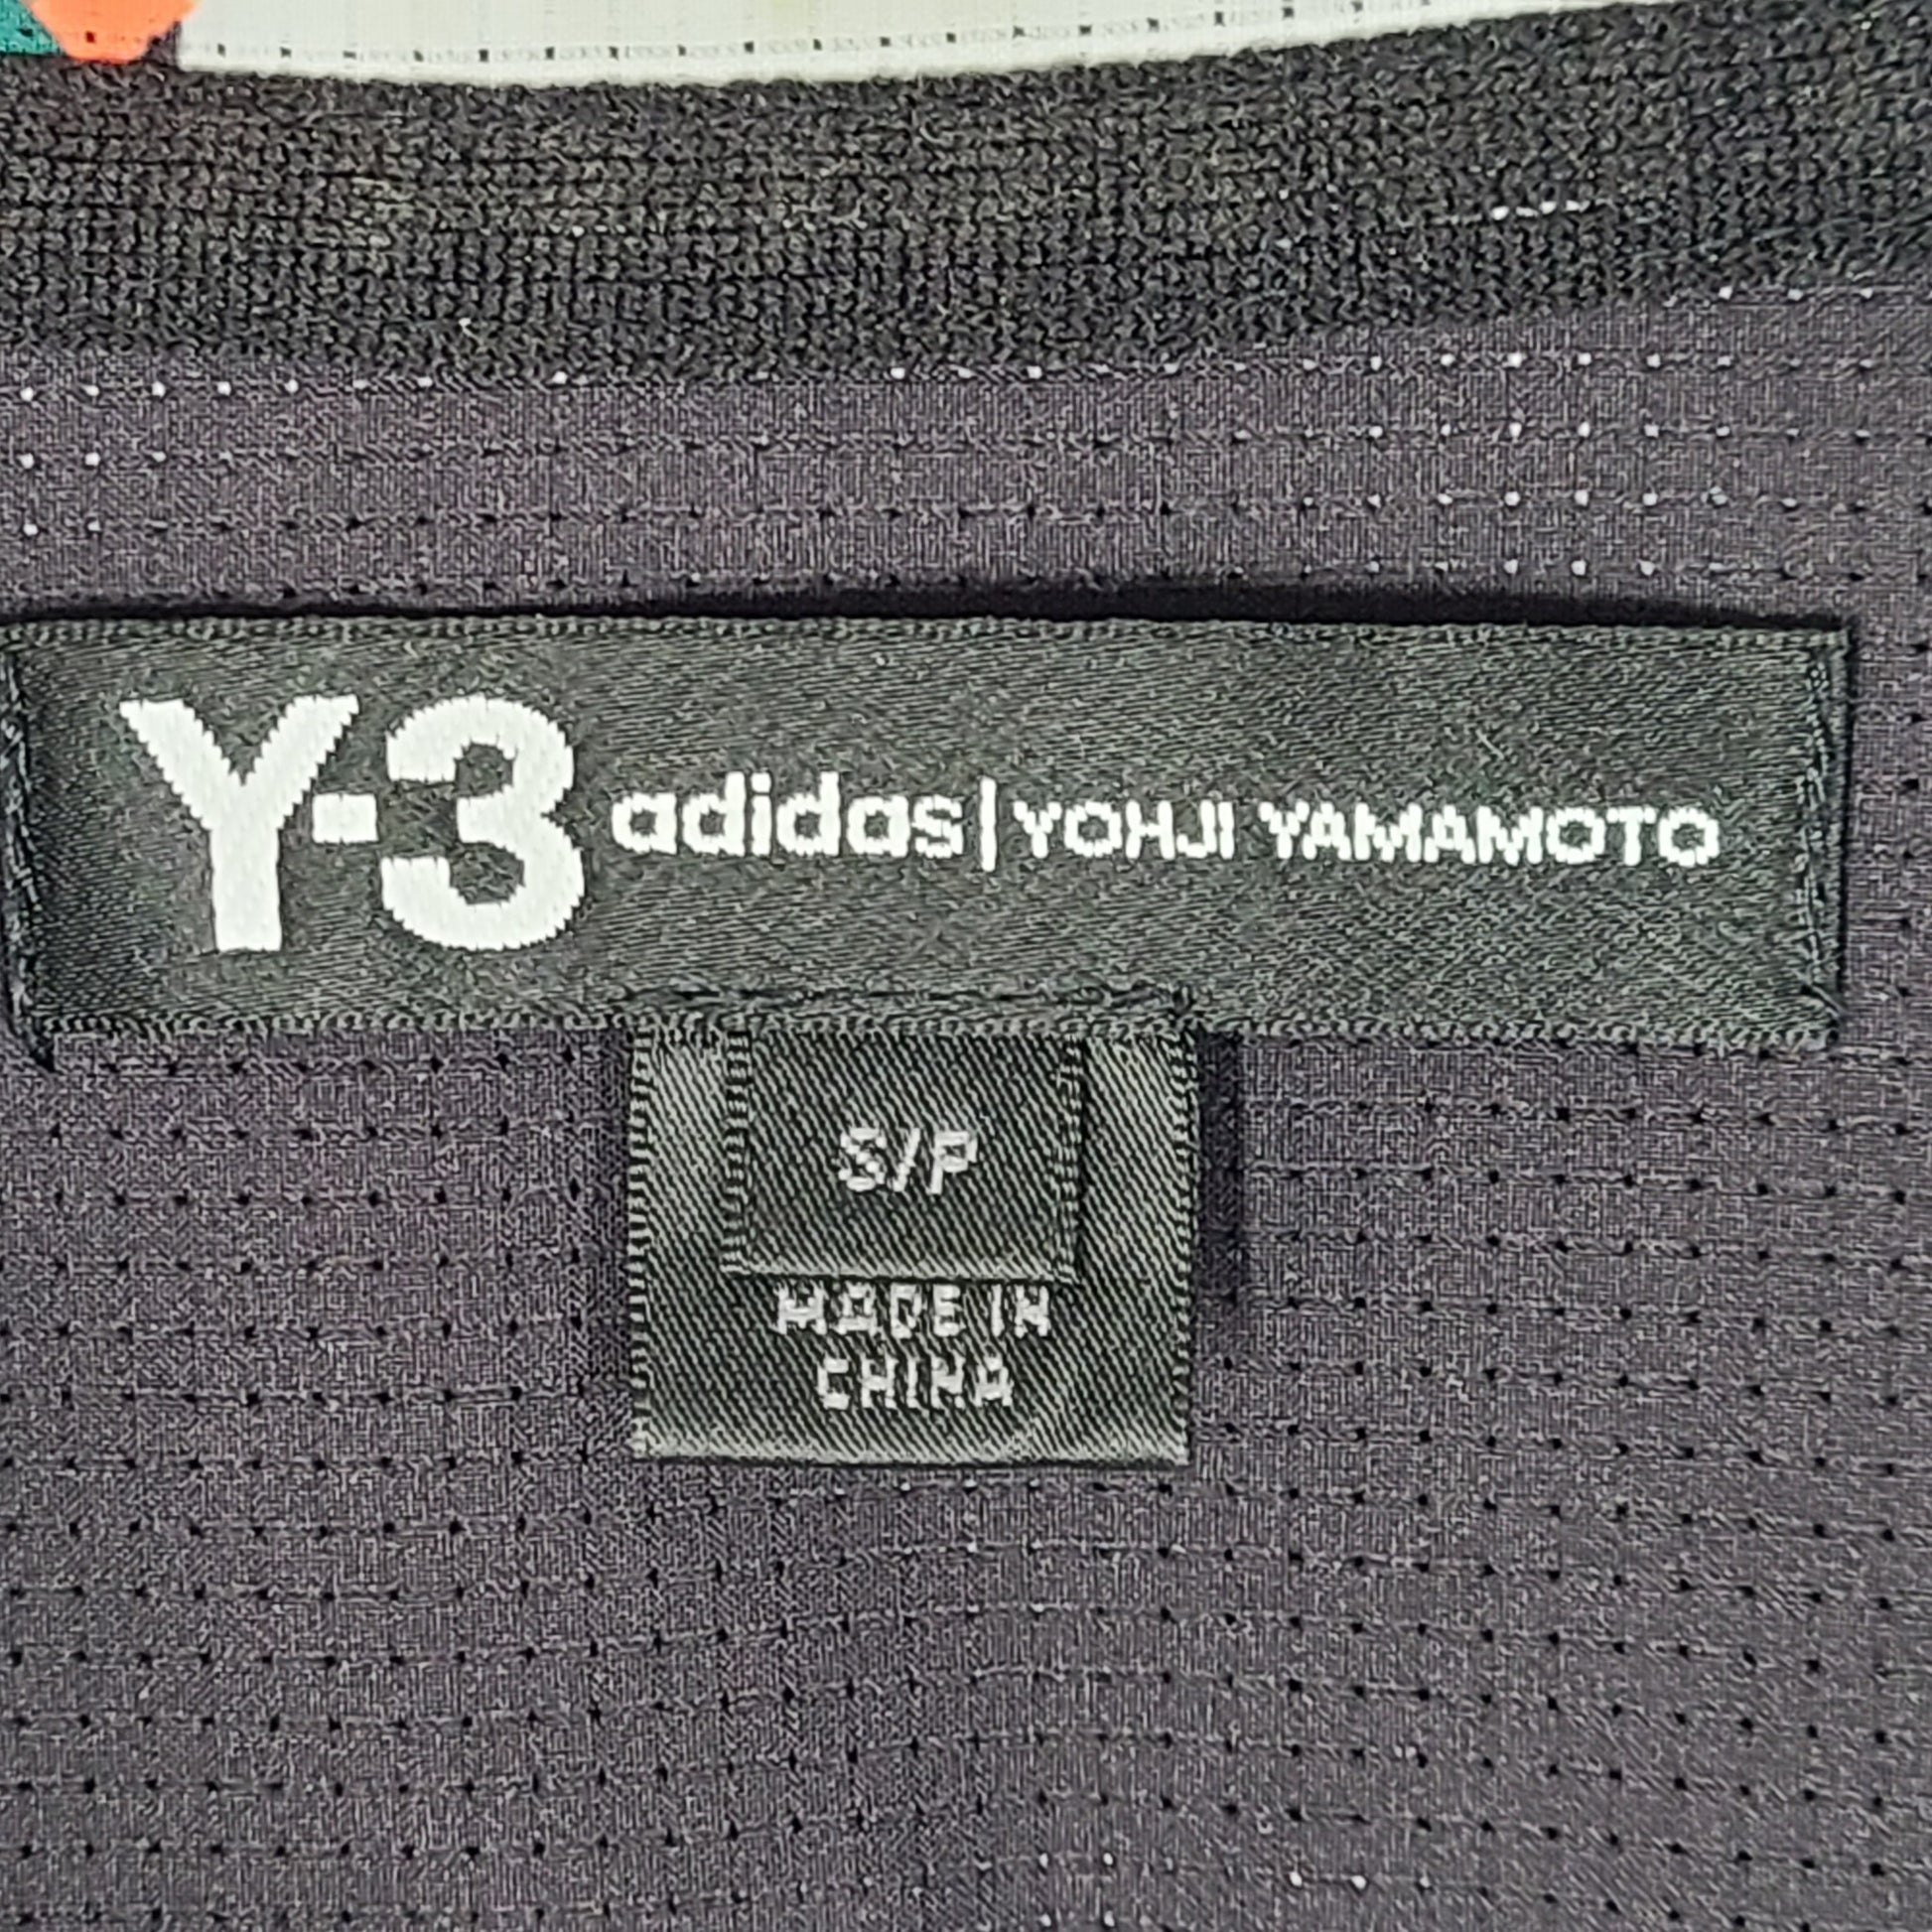 Y-3 adidas | YOHJI YAMAMOTO
S/P
MADE IN
CHINA